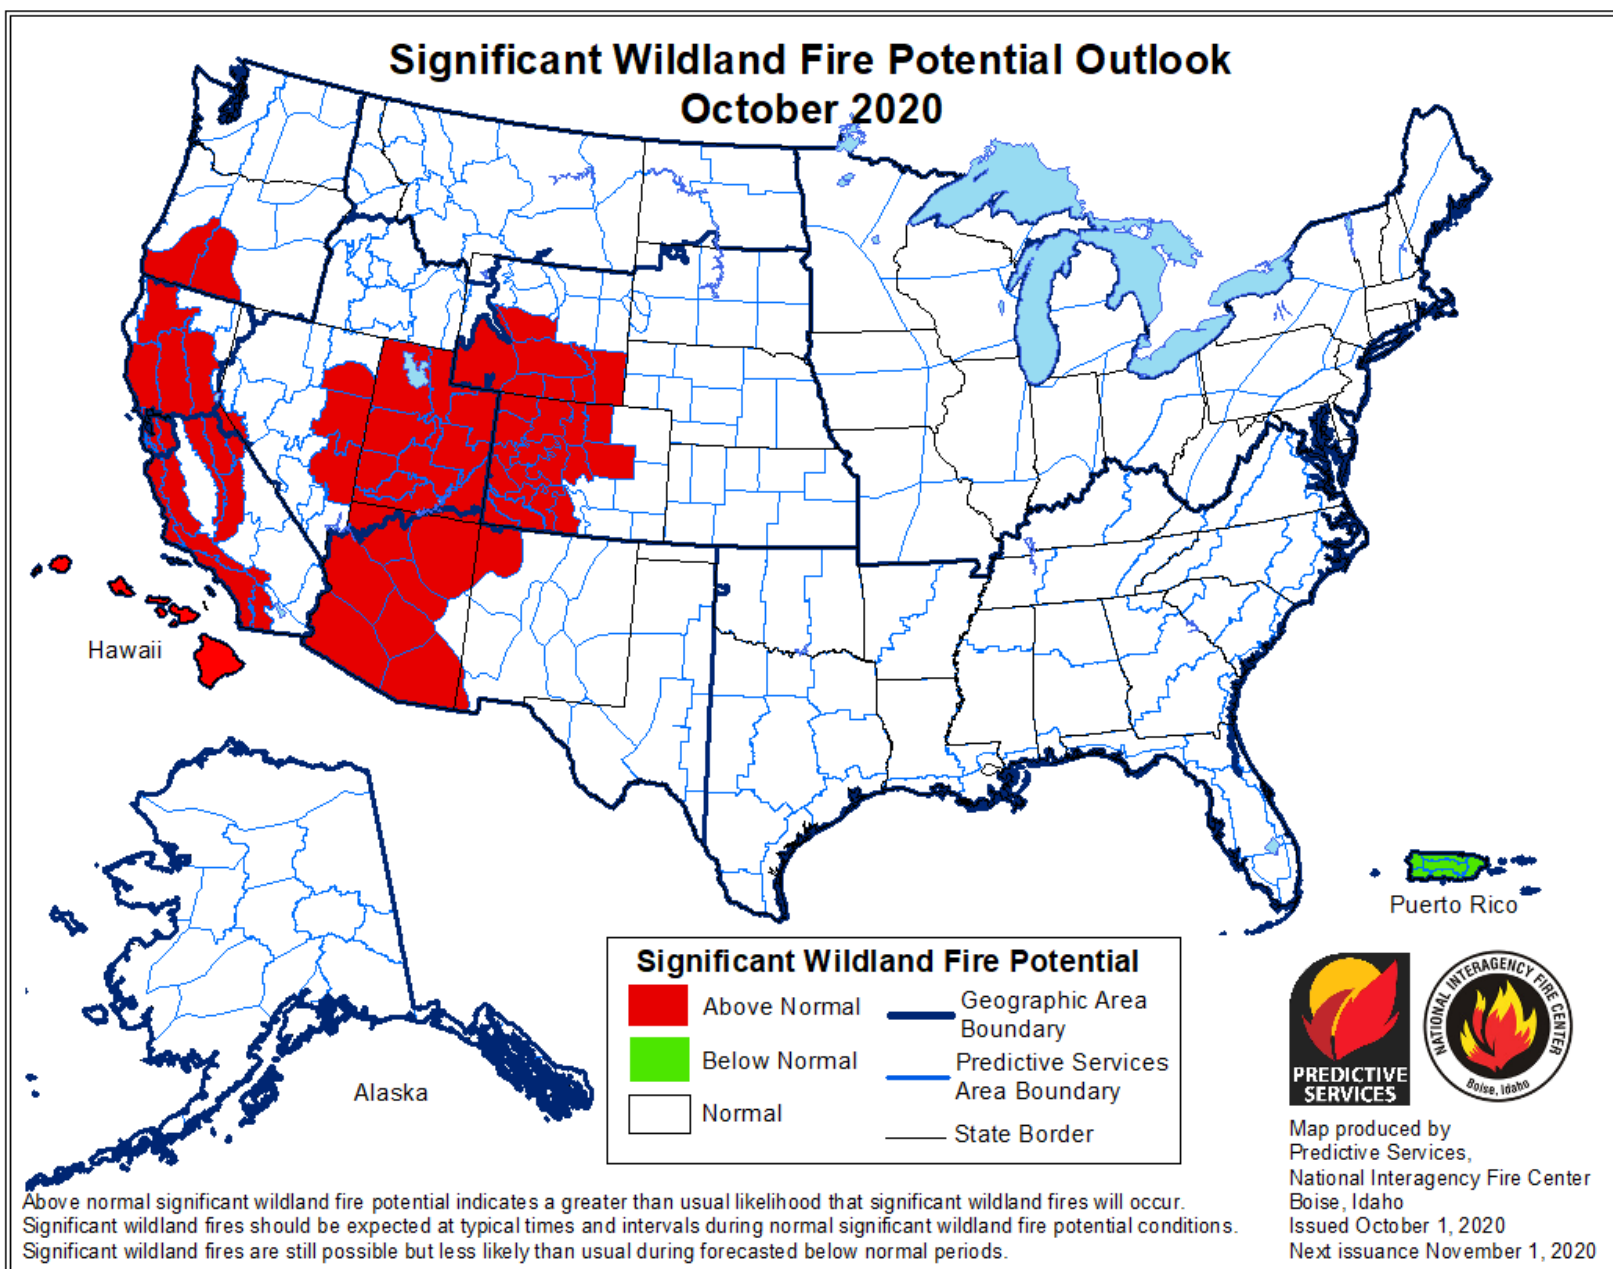 Significant Wildland Fire Potential Outlook
October 2020
Hawaii
Alaska
Puerto Rico
Significant Wildland Fire Potential
Above Normal
Below Normal
Normal
Geographic Area
Boundary
Predictive Services
Area Boundary
State Border
PREDICTIVE
SERVICES
NATIONAL INTERAGENCY FIRE CENTER
Boise, Idaho
Map produced by
Predictive Services,
National Interagency Fire Center
Boise, Idaho
Issued October 1, 2020
Next issuance November 1, 2020
Above normal significant wildland fire potential indicates a greater than usual likelihood that significant wildland fires will occur.
Significant wildland fires should be expected at typical times and intervals during normal significant wildland fire potential conditions.
Significant wildland fires are still possible but less likely than usual during forecasted below normal periods.